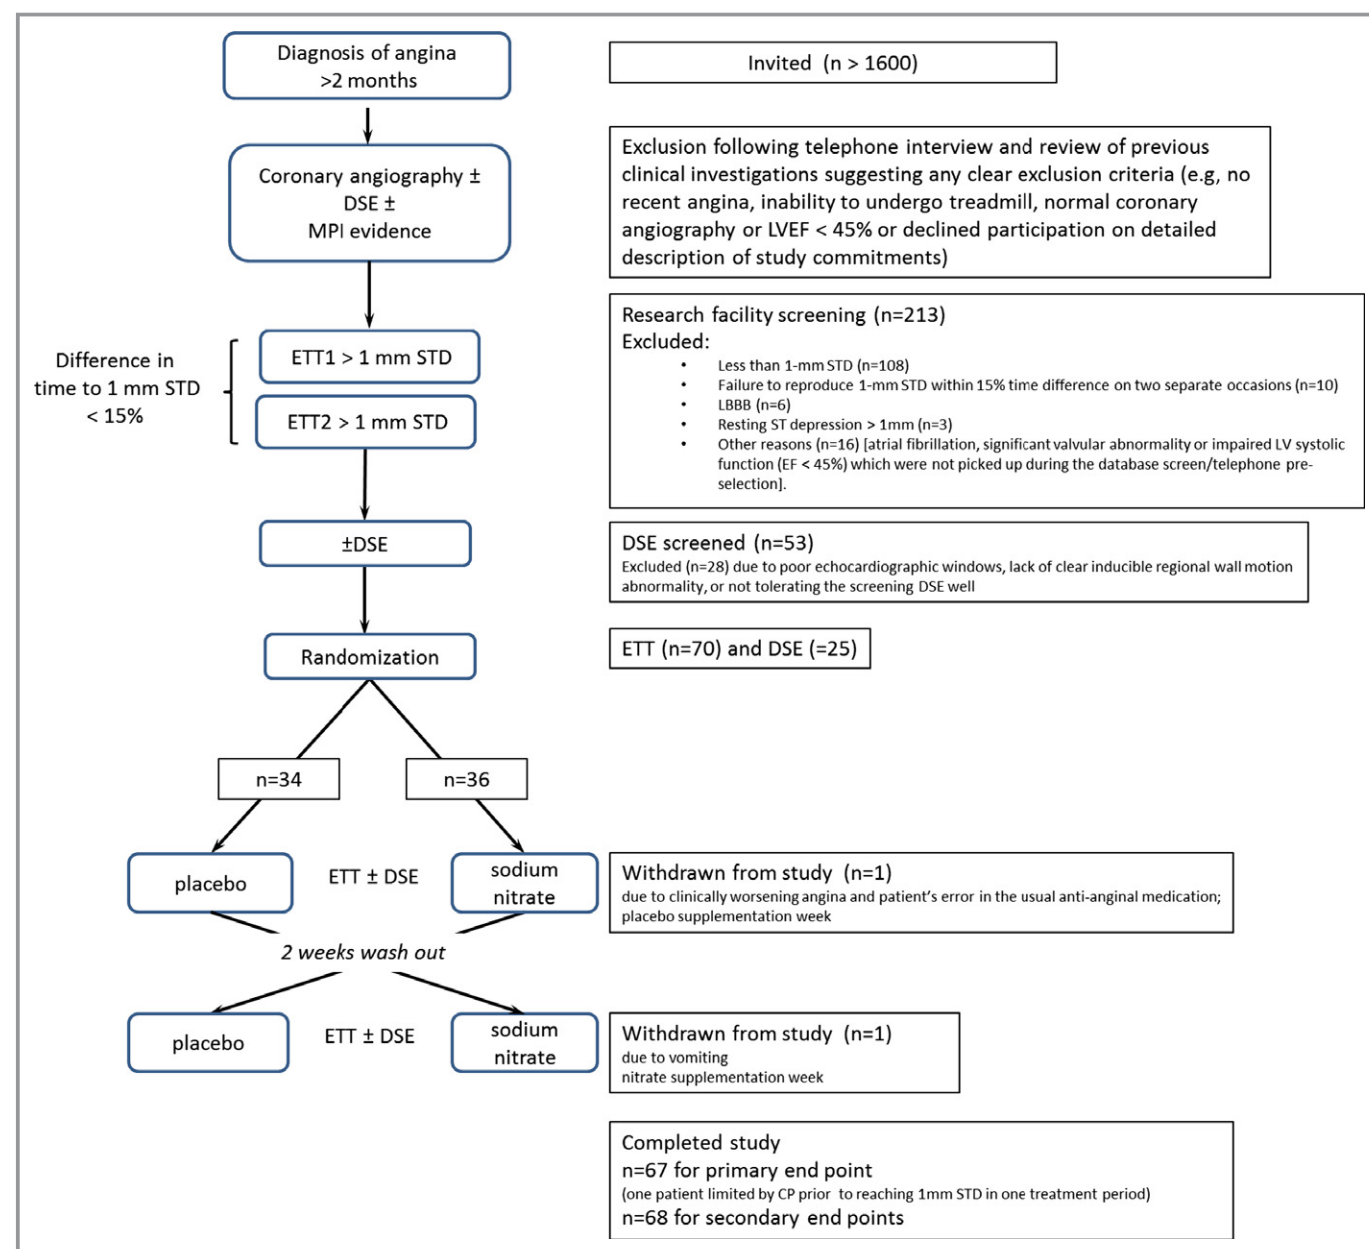 Diagnosis of angina
>2 months
Invited (n > 1600)
Coronary angiography ±
DSE ±
MPI evidence
Exclusion following telephone interview and review of previous
clinical investigations suggesting any clear exclusion criteria (e.g, no
recent angina, inability to undergo treadmill, normal coronary
angiography or LVEF < 45% or declined participation on detailed
description of study commitments)
Difference in
time to 1 mm STD
< 15%
ETT1 > 1 mm STD
ETT2 > 1 mm STD
Research facility screening (n=213)
Excluded:
• Less than 1-mm STD (n=108)
• Failure to reproduce 1-mm STD within 15% time difference on two separate occasions (n=10)
• LBBB (n=6)
• Resting ST depression > 1mm (n=3)
• Other reasons (n=16) [atrial fibrillation, significant valvular abnormality or impaired LV systolic
function (EF < 45%) which were not picked up during the database screen/telephone pre-
selection].
±DSE
DSE screened (n=53)
Excluded (n=28) due to poor echocardiographic windows, lack of clear inducible regional wall motion
abnormality, or not tolerating the screening DSE well
Randomization
ETT (n=70) and DSE (=25)
n=34
n=36
placebo
ETT ± DSE
sodium
nitrate
Withdrawn from study (n=1)
due to clinically worsening angina and patient's error in the usual anti-anginal medication;
placebo supplementation week
2 weeks wash out
placebo
ETT ± DSE
sodium
nitrate
Withdrawn from study (n=1)
due to vomiting
nitrate supplementation week
Completed study
n=67 for primary end point
(one patient limited by CP prior to reaching 1mm STD in one treatment period)
n=68 for secondary end points